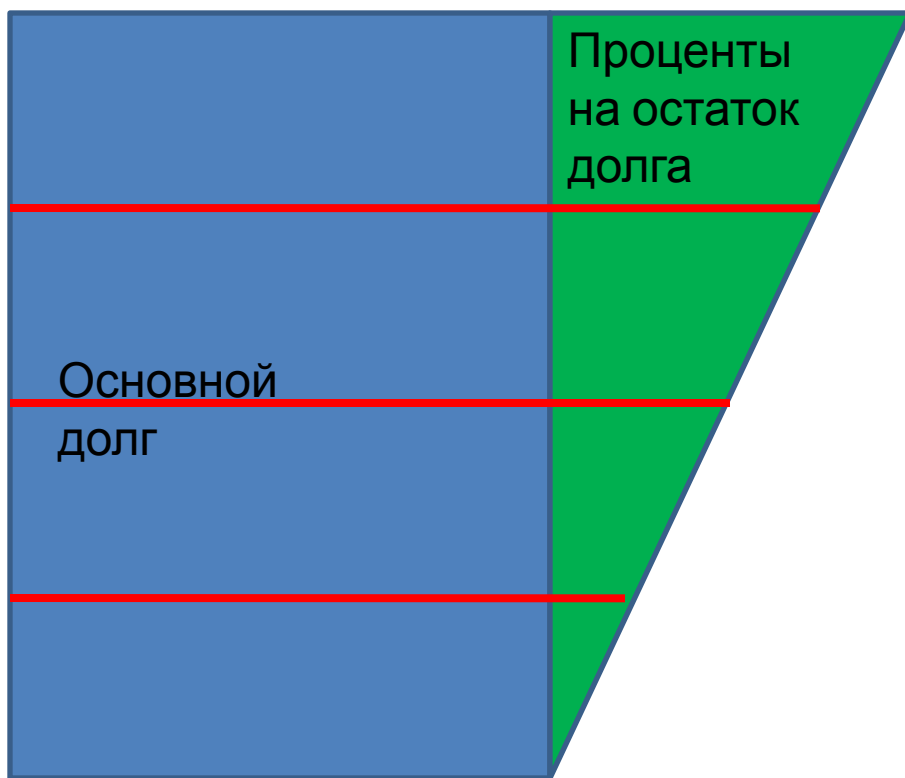 Проценты
на остаток
долга
Основной
долг